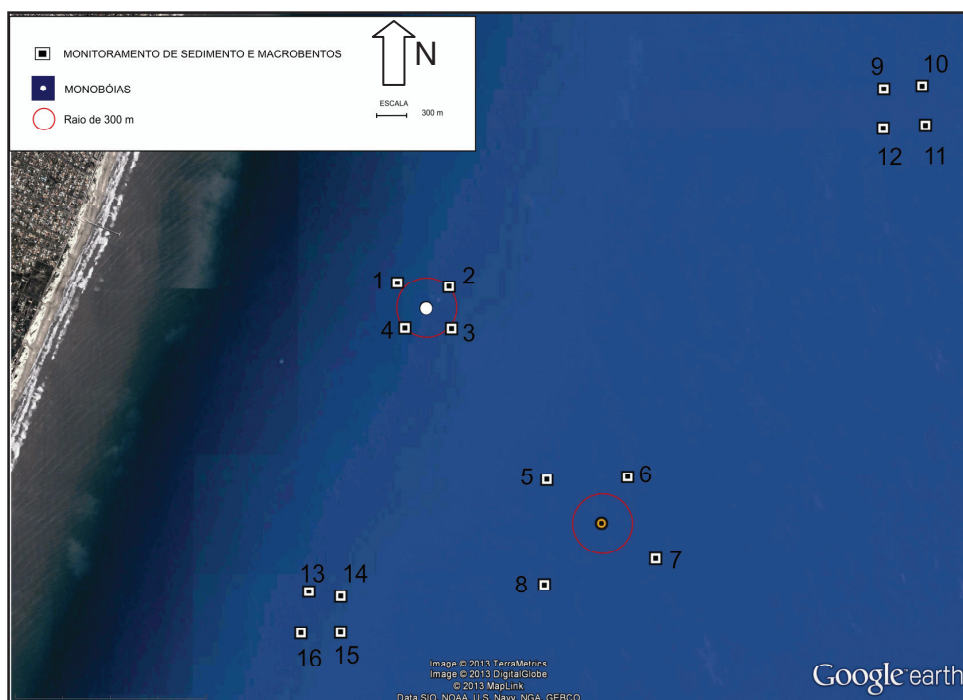 MONITORAMENTO DE SEDIMENTO E MACROBENTOS
MONOBÓIAS
Raio de 300 m
N
ESCALA
300 m
9
10
12
11
1
2
4
3
5
6
7
8
13
14
16
15
Image © 2013 TerraMetrics
Image © 2013 DigitalGlobe
© 2013 MapLink
Data SIO, NOAA, U.S. Navy, NGA, GEBCO
Google earth